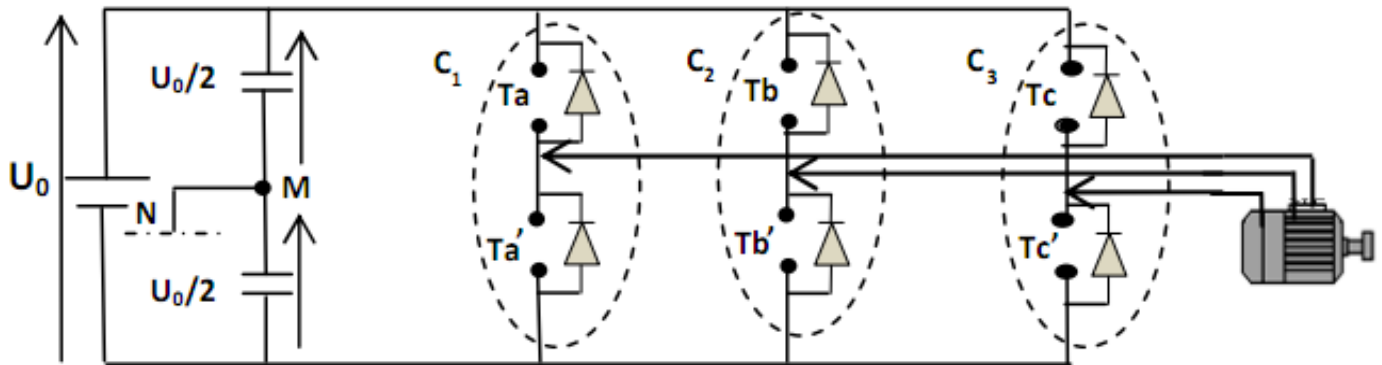 U₀/2
C₁
C₂
C₃
Ta
Tb
Tc
U₀
N
M
Ta'
Tb'
Tc'
U₀/2